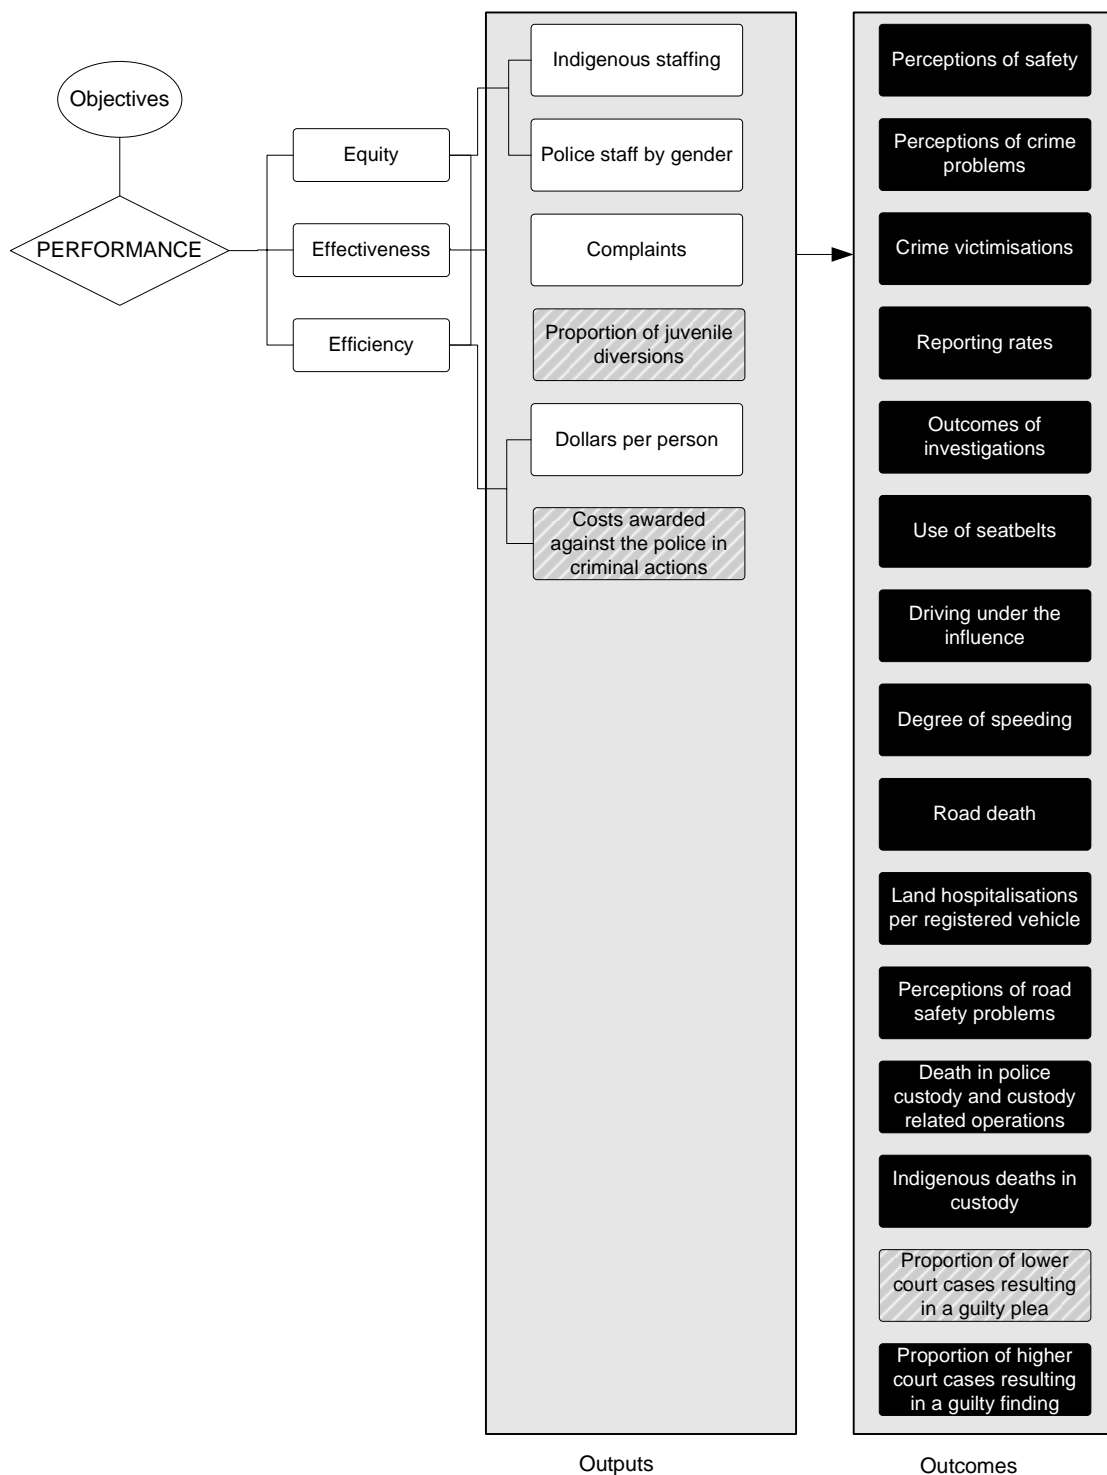 Objectives
PERFORMANCE
Equity
Effectiveness
Efficiency
Indigenous staffing
Police staff by gender
Complaints
Proportion of juvenile
diversions
Dollars per person
Costs awarded
against the police in
criminal actions
Outputs
Perceptions of safety
Perceptions of crime
problems
Crime victimisations
Reporting rates
Outcomes of
investigations
Use of seatbelts
Driving under the
influence
Degree of speeding
Road death
Land hospitalisations
per registered vehicle
Perceptions of road
safety problems
Death in police
custody and custody
related operations
Indigenous deaths in
custody
Proportion of lower
court cases resulting
in a guilty plea
Proportion of higher
court cases resulting
in a guilty finding
Outcomes